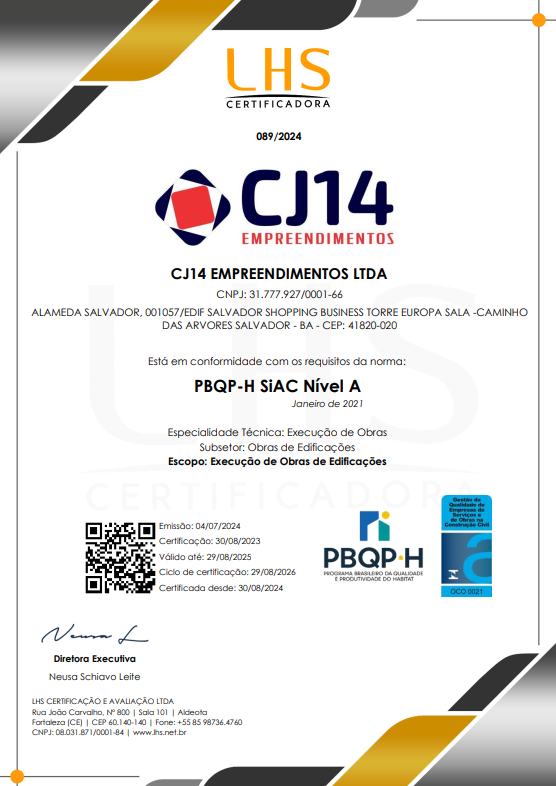 LHS
CERTIFICADORA
089/2024
CJ14
EMPREENDIMENTOS
CJ14 EMPREENDIMENTOS LTDA
CNPJ: 31.777.927/0001-66
ALAMEDA SALVADOR, 001057/EDIF SALVADOR SHOPPING BUSINESS TORRE EUROPA SALA -CAMINHO
DAS ARVORES SALVADOR - BA - CEP: 41820-020
Está em conformidade com os requisitos da norma:
PBQP-H SiAC Nível A
Janeiro de 2021
Especialidade Técnica: Execução de Obras
Subsetor: Obras de Edificações
Escopo: Execução de Obras de Edificações
LHS
CERTIFICADORA
Emissão: 04/07/2024
Certificação: 30/08/2023
Válido até: 29/08/2025
Ciclo de certificação: 29/08/2026
Certificada desde: 30/08/2024
PBQP-H
PROGRAMA BRASILEIRO DA QUALIDADE
E PRODUTIVIDADE DO HABITAT
Gestão da
Qualidade de
Empresas de
Serviços e
de Obras na
Construção Civil
OCO 0021
Neusa L
Diretora Executiva
Neusa Schiavo Leite
LHS CERTIFICAÇÃO E AVALIAÇÃO LTDA
Rua João Carvalho, Nº 800 | Sala 101 | Aldeota
Fortaleza (CE) | CEP 60.140-140 | Fone: +55 85 98736.4760
CNPJ: 08.031.871/0001-84 | www.lhs.net.br